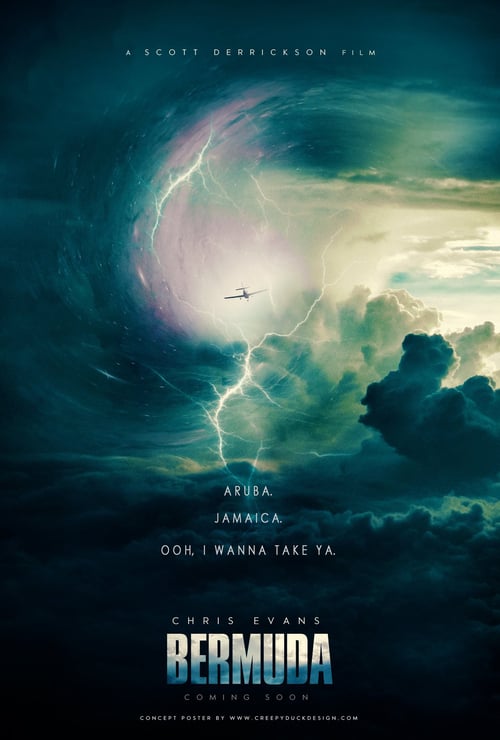 A SCOTT DERRICKSON FILM
ARUBA.
JAMAICA.
OOH, I WANNA TAKE YA.
CHRIS EVANS
BERMUDA
COMING SOON
CONCEPT POSTER BY WWW.CREEPYDUCKDESIGN.COM